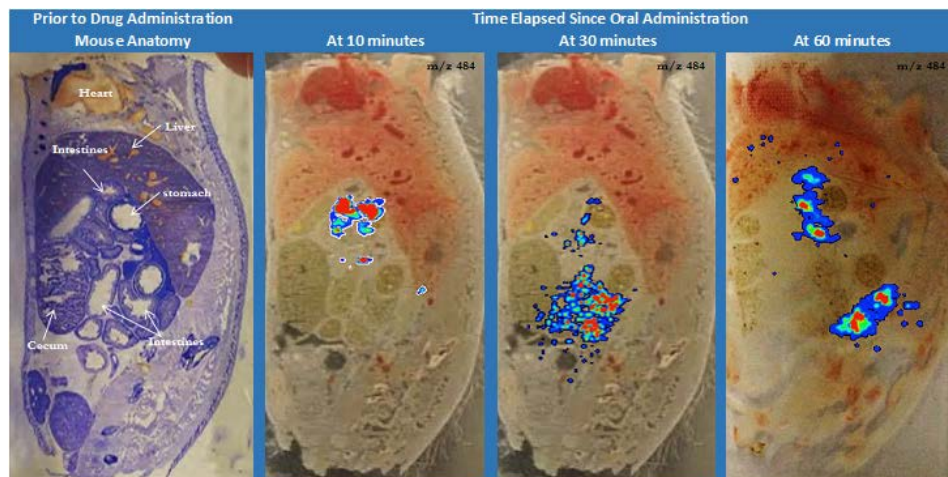 Prior to Drug Administration
Mouse Anatomy
Time Elapsed Since Oral Administration
At 10 minutes
At 30 minutes
At 60 minutes
m/z 484
m/z 484
m/z 484
Heart
Liver
Intestines
stomach
Cecum
Intestines